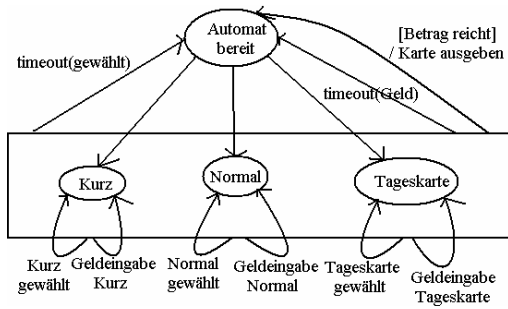 Automat
bereit
[Betrag reicht]
/ Karte ausgeben
timeout(gewählt)
timeout(Geld)
Kurz
Normal
Tageskarte
Kurz
gewählt
Geldeingabe
Kurz
Normal
gewählt
Geldeingabe
Normal
Tageskarte
gewählt
Geldeingabe
Tageskarte